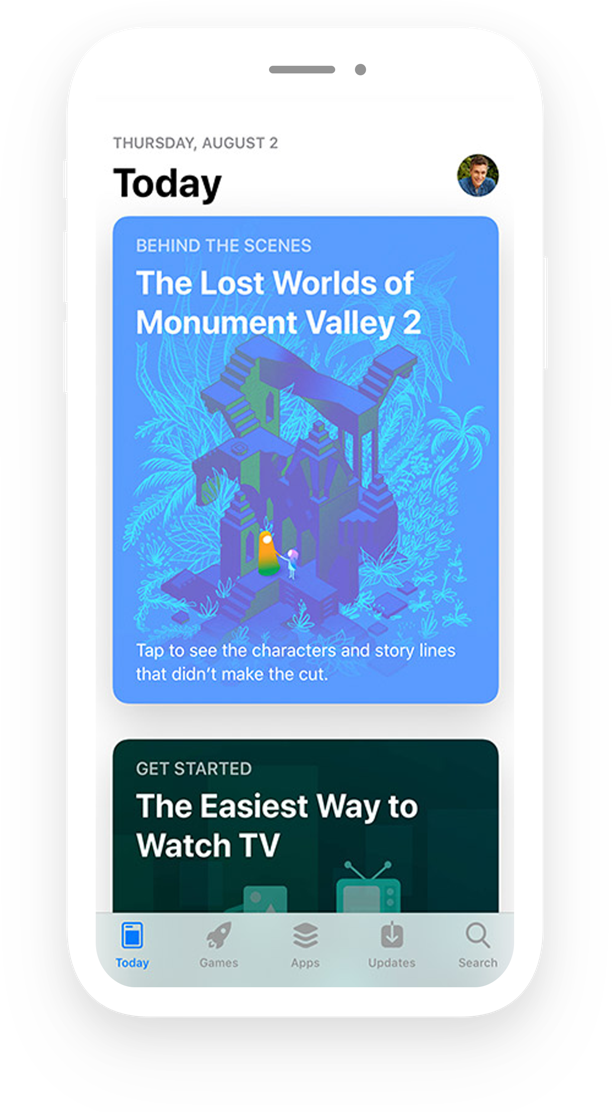 THURSDAY, AUGUST 2
Today
BEHIND THE SCENES
The Lost Worlds of
Monument Valley 2
Tap to see the characters and story lines
that didn’t make the cut.
GET STARTED
The Easiest Way to
Watch TV
Today
Games
Apps
Updates
Search